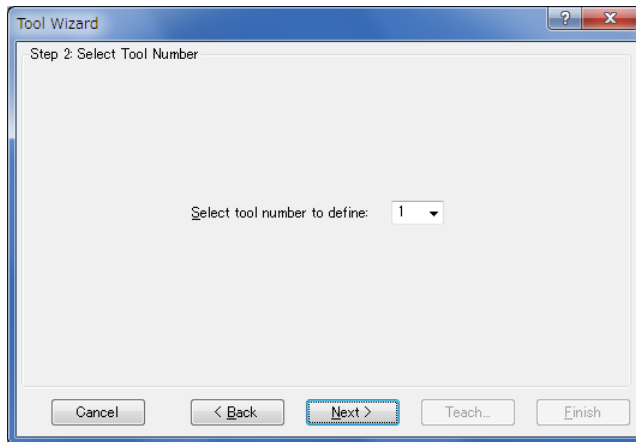 Tool Wizard
?
X
Step 2: Select Tool Number
Select tool number to define: 1
Cancel < Back Next > Teach... Finish